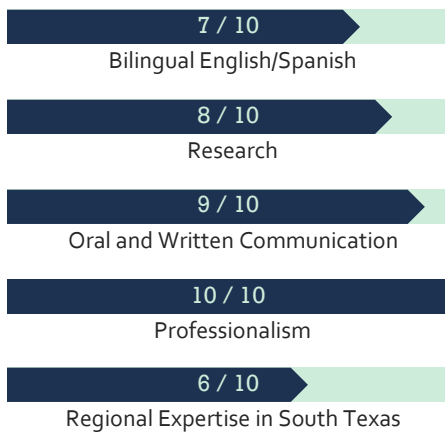 7 / 10
Bilingual English/Spanish
8 / 10
Research
9 / 10
Oral and Written Communication
10 / 10
Professionalism
6 / 10
Regional Expertise in South Texas